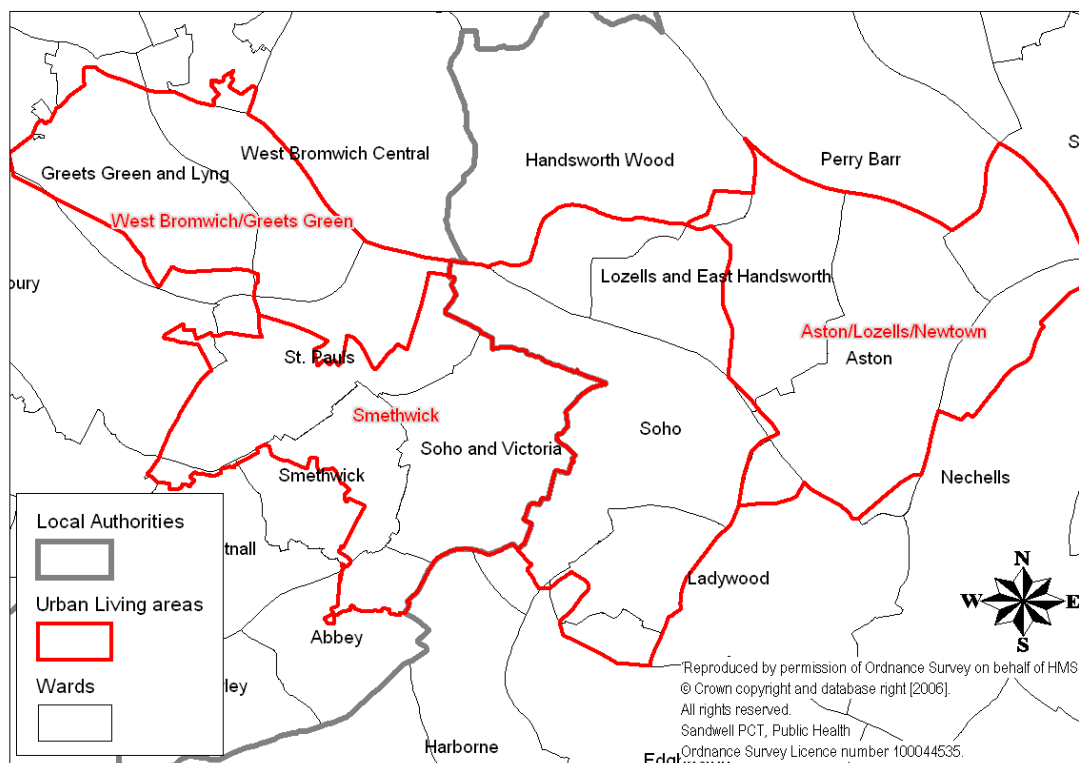 West Bromwich Central
Handsworth Wood
Perry Barr
S
Greets Green and Lyng
West Bromwich/Greets Green
Lozells and East Handsworth
bury
Aston/Lozells/Newtown
St. Pauls
Aston
Smethwick
Soho
Soho and Victoria
Smethwick
Nechells
Local Authorities
tnall
Ladywood
N
W E
S
Urban Living areas
Abbey
Wards
ley
Harborne
'Reproduced by permission of Ordnance Survey on behalf of HMS
© Crown copyright and database right [2006].
All rights reserved.
Sandwell PCT, Public Health
Ordnance Survey Licence number 100044535.